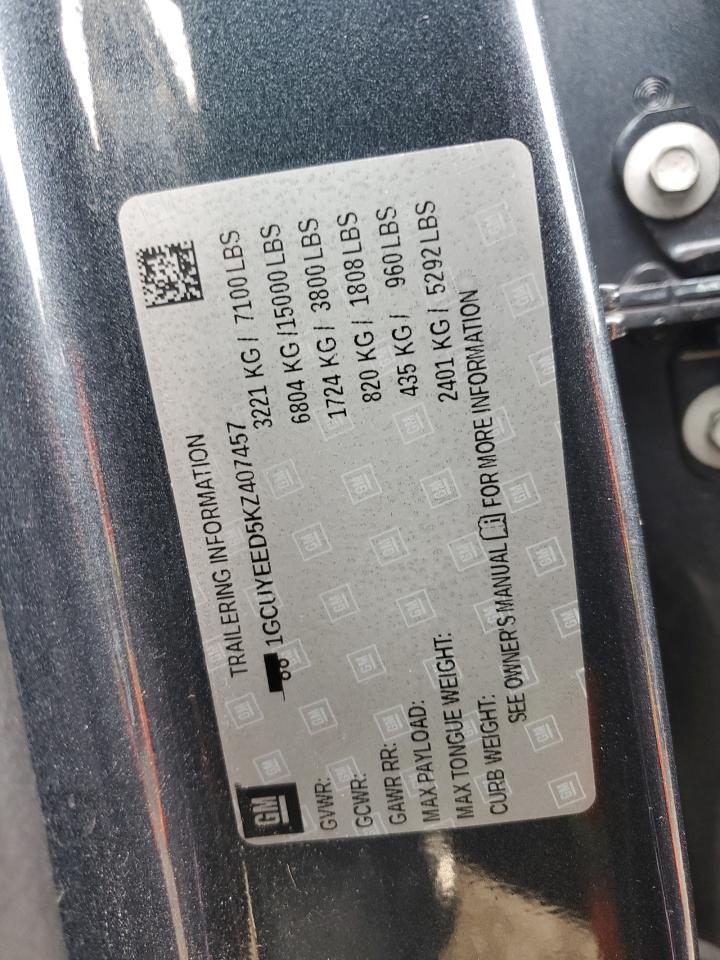 TRAILERING INFORMATION
1GCUYEED5KZ407457
GM
GVWR: 3221 KG / 7100 LBS
GCWR: 6804 KG / 15000 LBS
GAWR RR: 1724 KG / 3800 LBS
MAX PAYLOAD: 820 KG / 1808 LBS
MAX TONGUE WEIGHT: 435 KG / 960 LBS
CURB WEIGHT: 2401 KG / 5292 LBS
SEE OWNER'S MANUAL FOR MORE INFORMATION